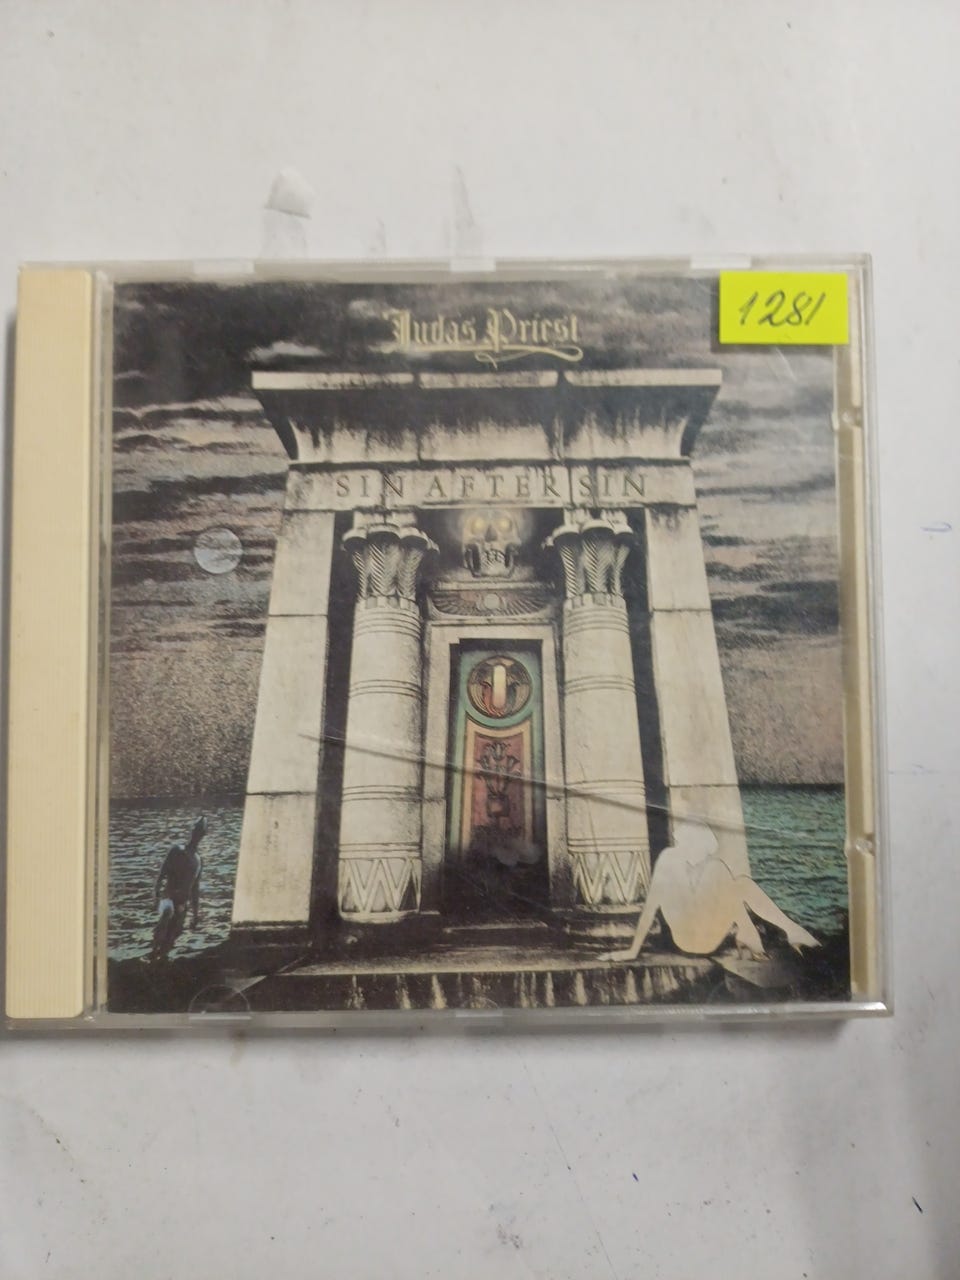 Judas Priest
1281
SIN AFTER SIN